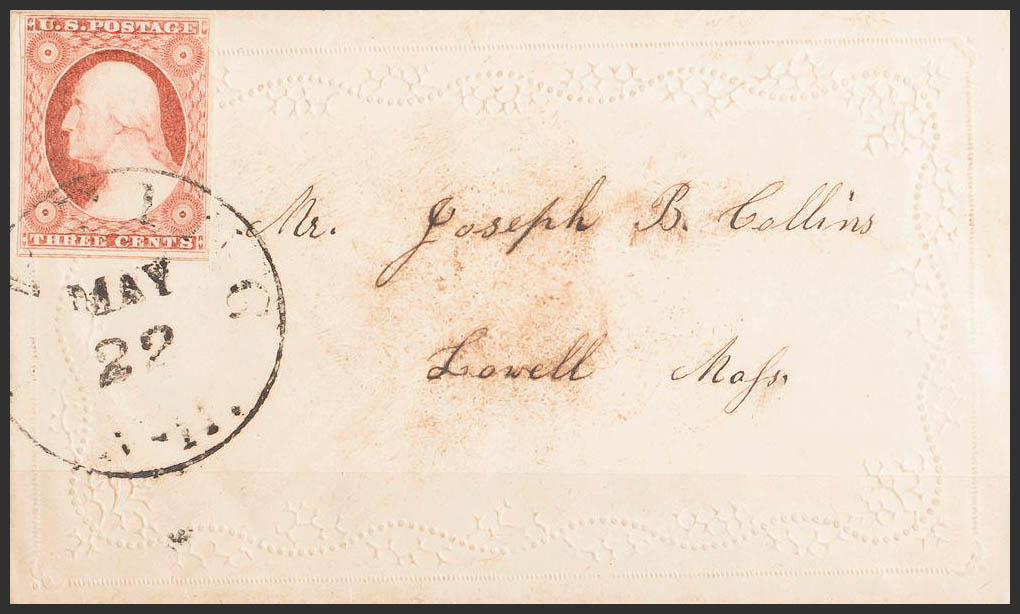 U.S. POSTAGE
THREE CENTS
MAY
22
Mr. Joseph B. Collins
Lowell Mass.